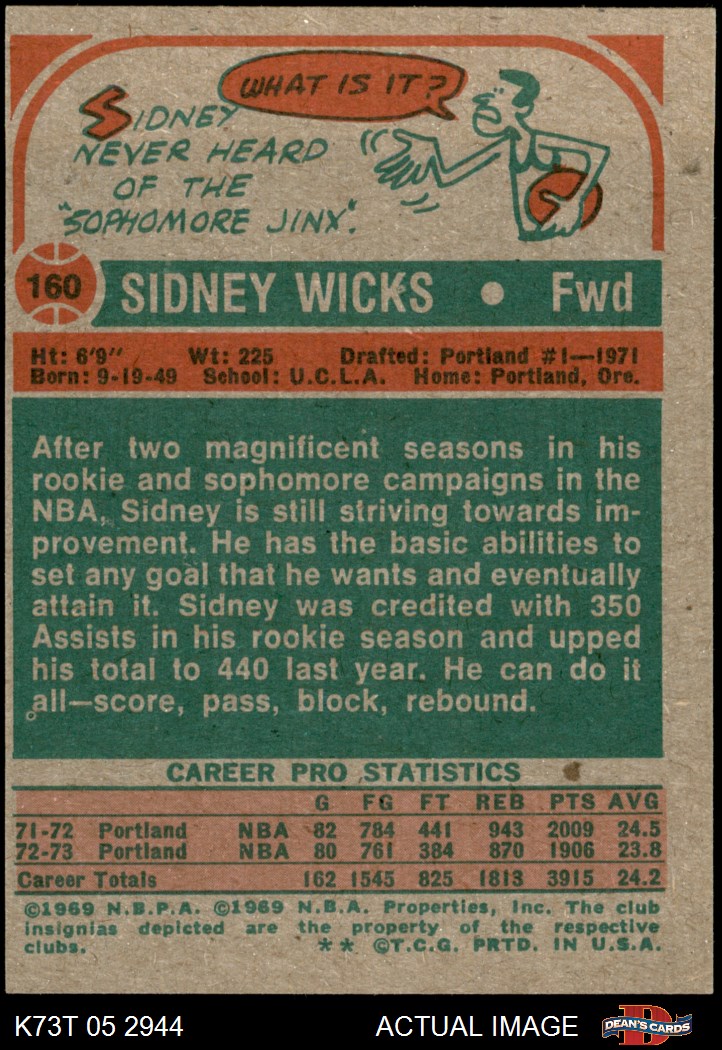 WHAT IS IT?
SIDNEY
NEVER HEARD
OF THE
"SOPHOMORE JINX".
160 SIDNEY WICKS • Fwd
Ht: 6'9" Wt: 225 Drafted: Portland #1—1971
Born: 9-19-49 School: U.C.L.A. Home: Portland, Ore.
After two magnificent seasons in his
rookie and sophomore campaigns in the
NBA, Sidney is still striving towards im-
provement. He has the basic abilities to
set any goal that he wants and eventually
attain it. Sidney was credited with 350
Assists in his rookie season and upped
his total to 440 last year. He can do it
all—score, pass, block, rebound.
CAREER PRO STATISTICS
G FG FT REB PTS AVG
71-72 Portland NBA 82 784 441 943 2009 24.5
72-73 Portland NBA 80 761 384 870 1906 23.8
Career Totals 162 1545 825 1813 3915 24.2
©1969 N.B.P.A. ©1969 N.B.A. Properties, Inc. The club
insignias depicted are the property of the respective
clubs. ** ©T.C.G. PRTD. IN U.S.A.
K73T 05 2944 ACTUAL IMAGE D DEAN'S CARDS